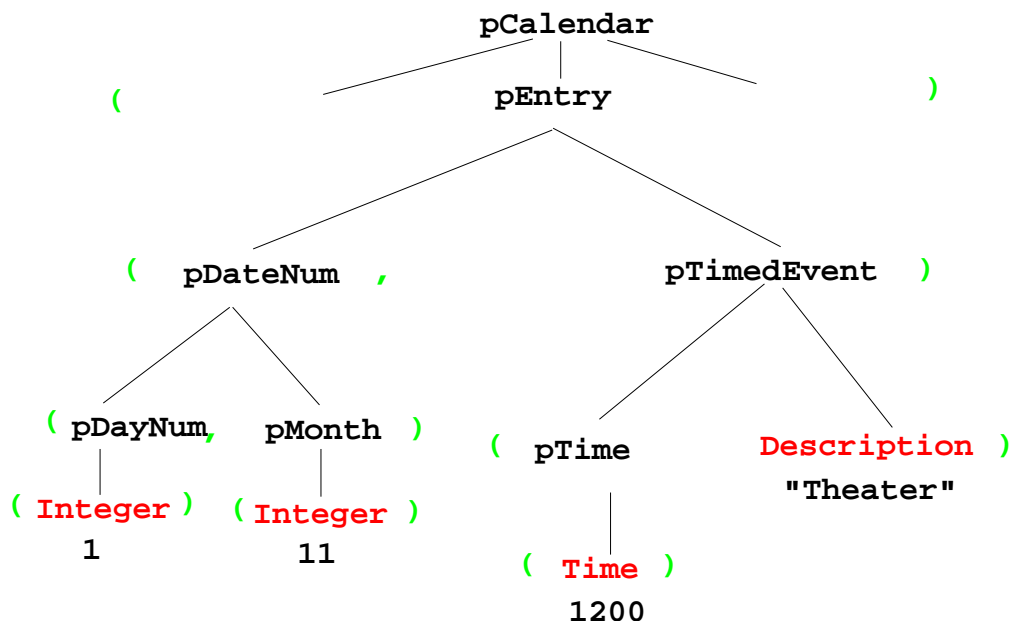 pCalendar
( pEntry )
( pDateNum , pTimedEvent )
( pDayNum, pMonth ) ( pTime Description )
"Theater"
( Integer ) ( Integer )
1 11
( Time )
1200